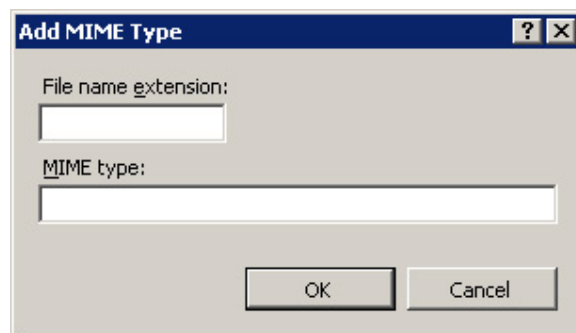 Add MIME Type
File name extension:
MIME type:
OK Cancel